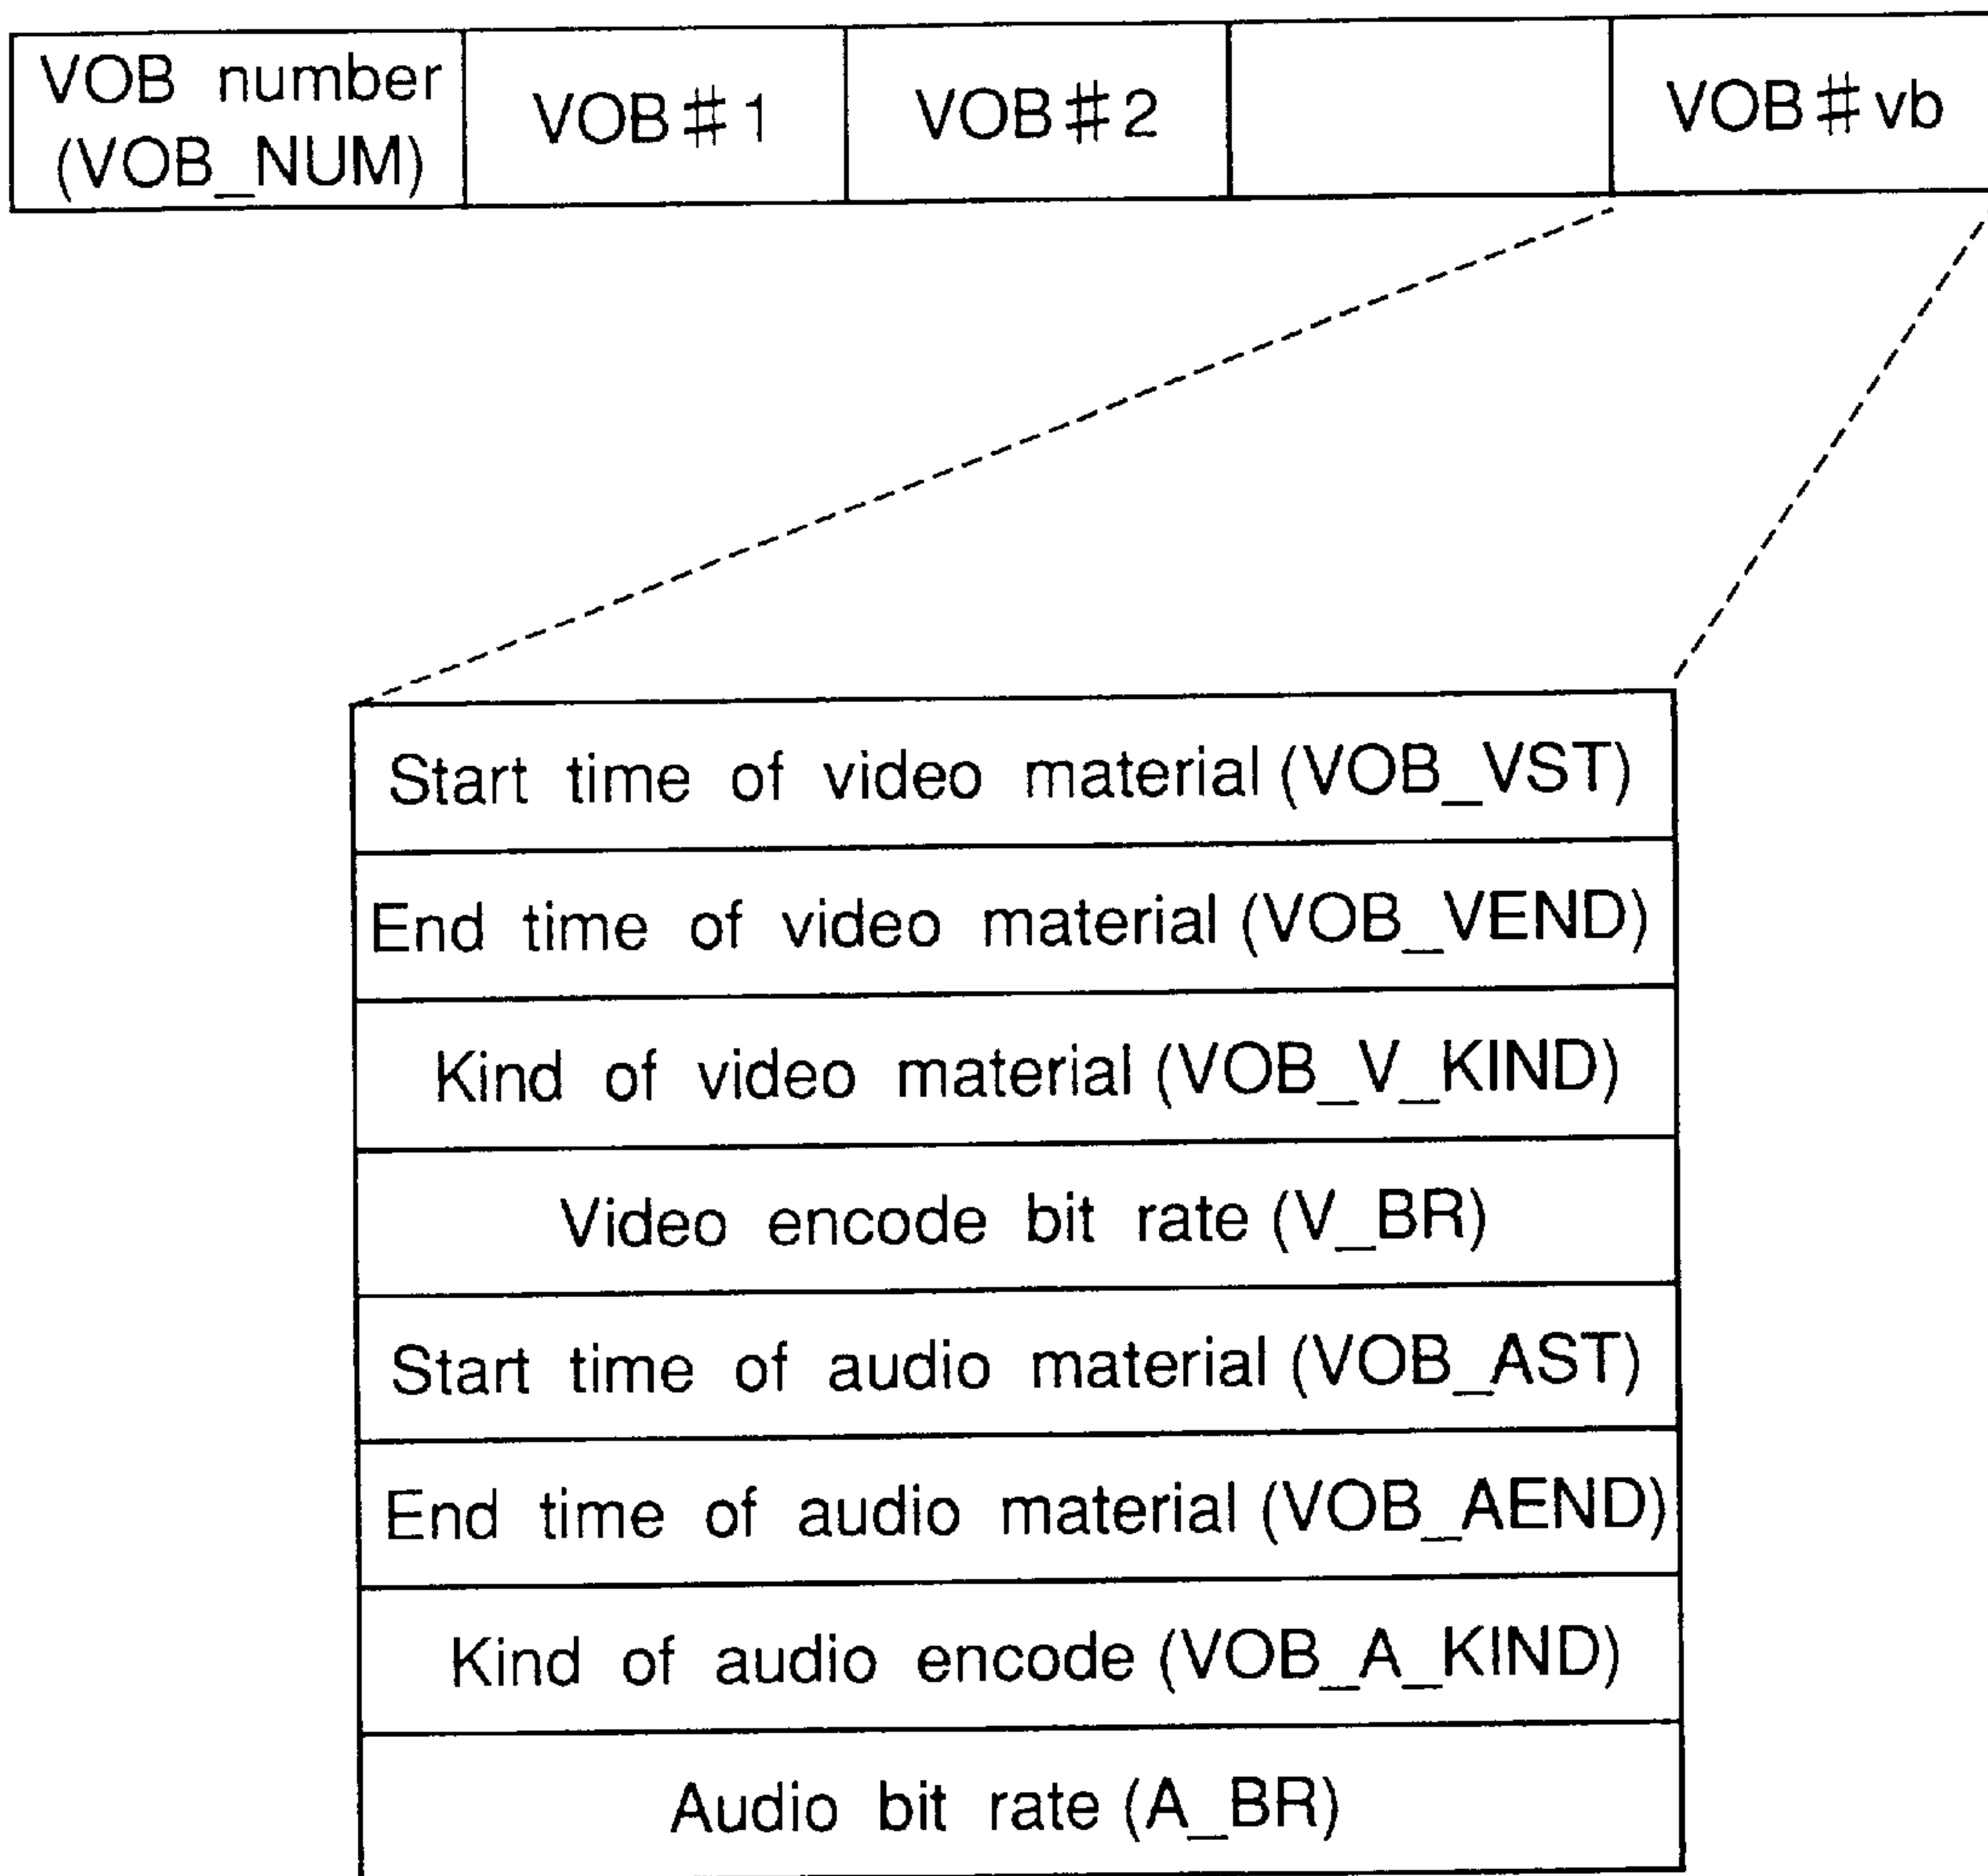 VOB number
(VOB_NUM)
VOB#1
VOB#2
VOB#vb
Start time of video material (VOB_VST)
End time of video material (VOB_VEND)
Kind of video material (VOB_V_KIND)
Video encode bit rate (V_BR)
Start time of audio material (VOB_AST)
End time of audio material (VOB_AEND)
Kind of audio encode (VOB_A_KIND)
Audio bit rate (A_BR)